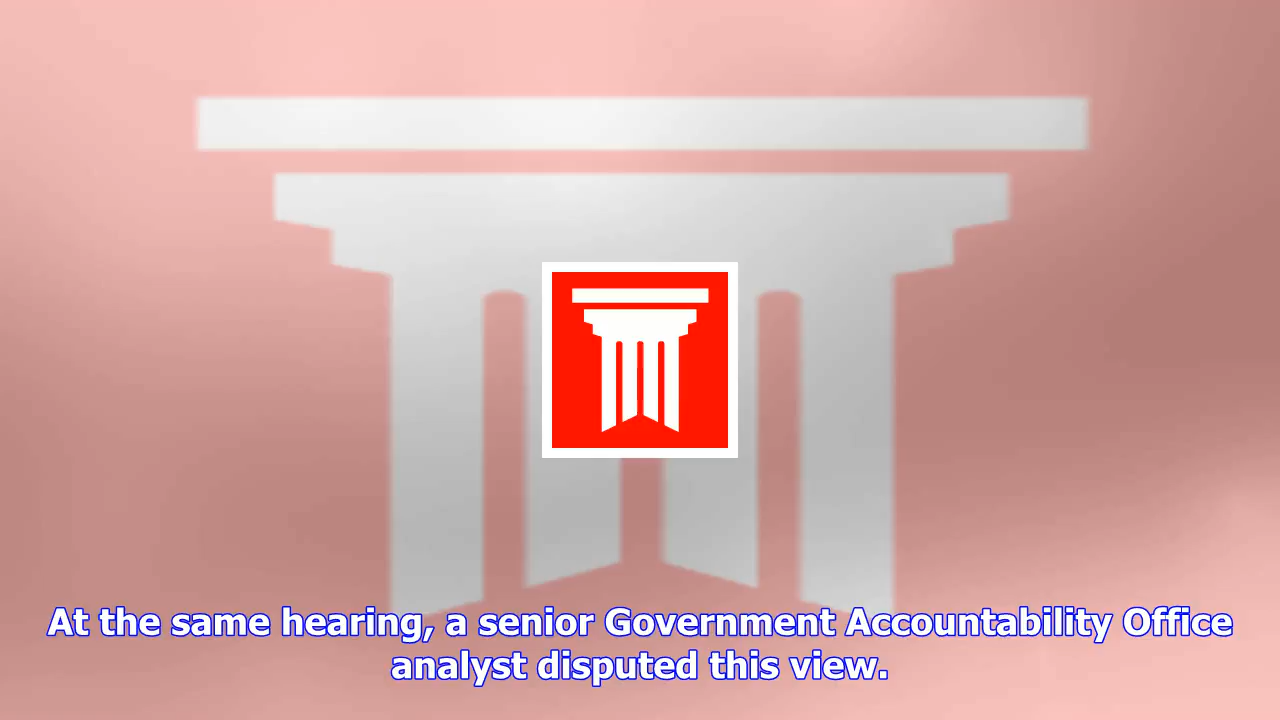 At the same hearing, a senior Government Accountability Office
analyst disputed this view.